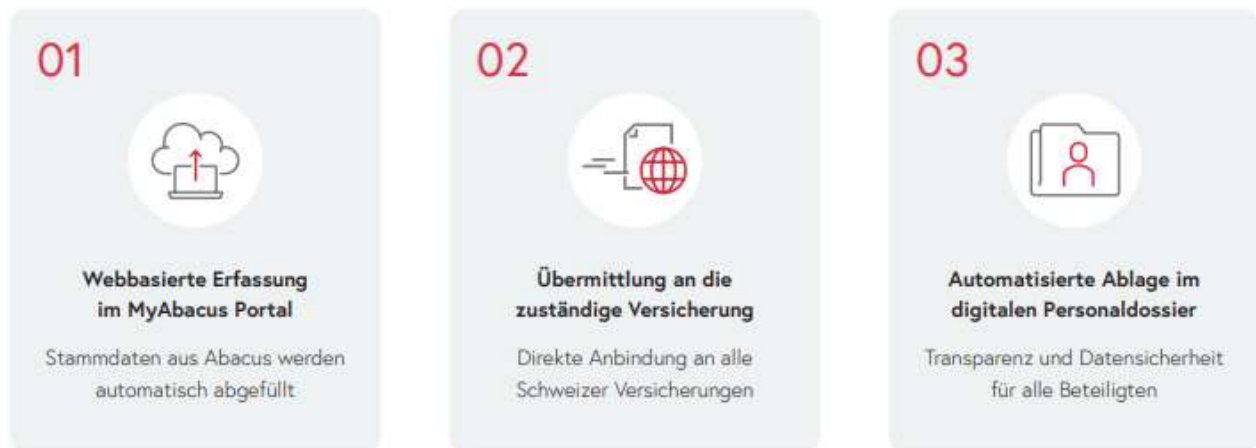 01
Webbasierte Erfassung
im MyAbacus Portal
Stammdaten aus Abacus werden
automatisch abgefüllt
02
Übermittlung an die
zuständige Versicherung
Direkte Anbindung an alle
Schweizer Versicherungen
03
Automatisierte Ablage im
digitalen Personaldossier
Transparenz und Datensicherheit
für alle Beteiligten